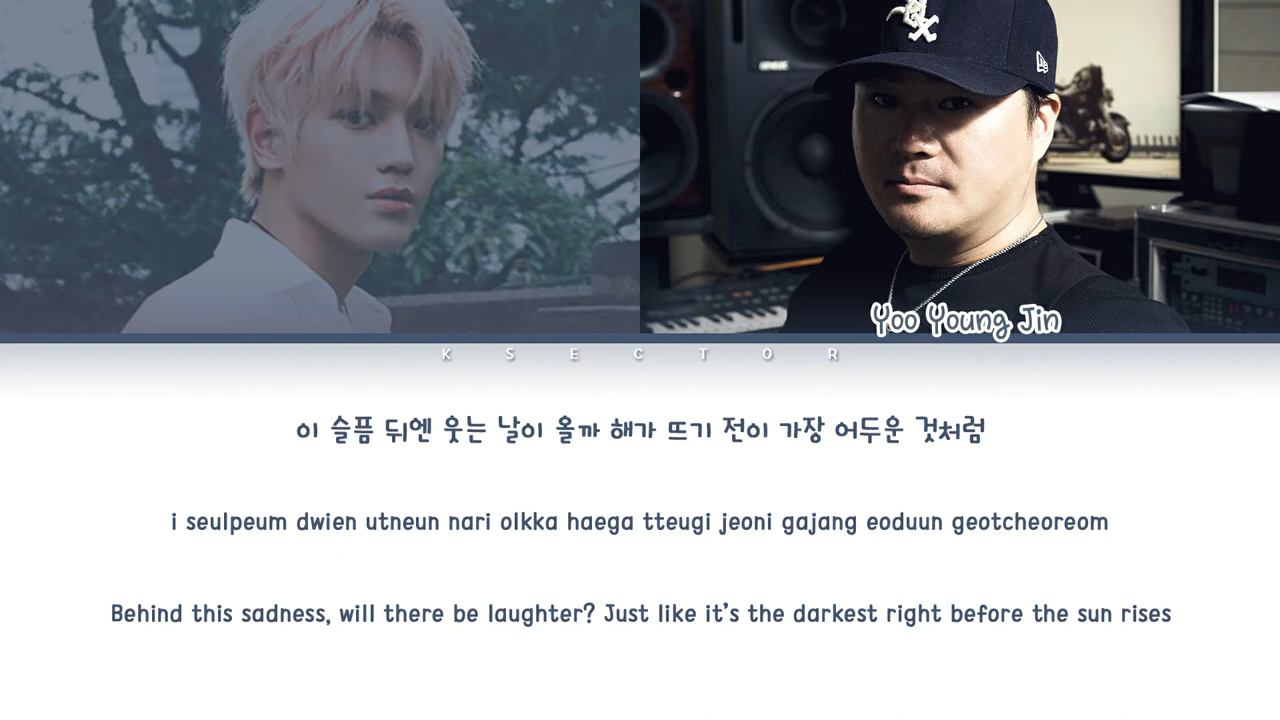 Yoo Young Jin
K S E C T O R
이 슬픔 뒤엔 웃는 날이 올까 해가 뜨기 전이 가장 어두운 것처럼
i seulpeum dwien utneun nari olkka haega tteugi jeoni gajang eoduun geotcheoreom
Behind this sadness, will there be laughter? Just like it's the darkest right before the sun rises